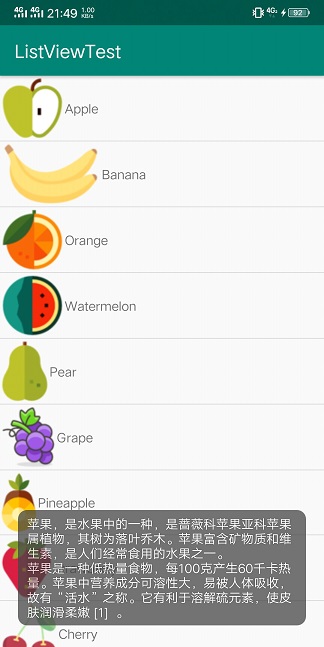 4G 4G 21:49 1.00 KB/s 4G 92
ListViewTest
Apple
Banana
Orange
Watermelon
Pear
Grape
Pineapple
苹果，是水果中的一种，是蔷薇科苹果亚科苹果
属植物，其树为落叶乔木。苹果富含矿物质和维
生素，是人们经常食用的水果之一。
苹果是一种低热量食物，每100克产生60千卡热
量。苹果中营养成分可溶性大，易被人体吸收，
故有“活水”之称。它有利于溶解硫元素，使皮
肤润滑柔嫩 [1] 。
Cherry